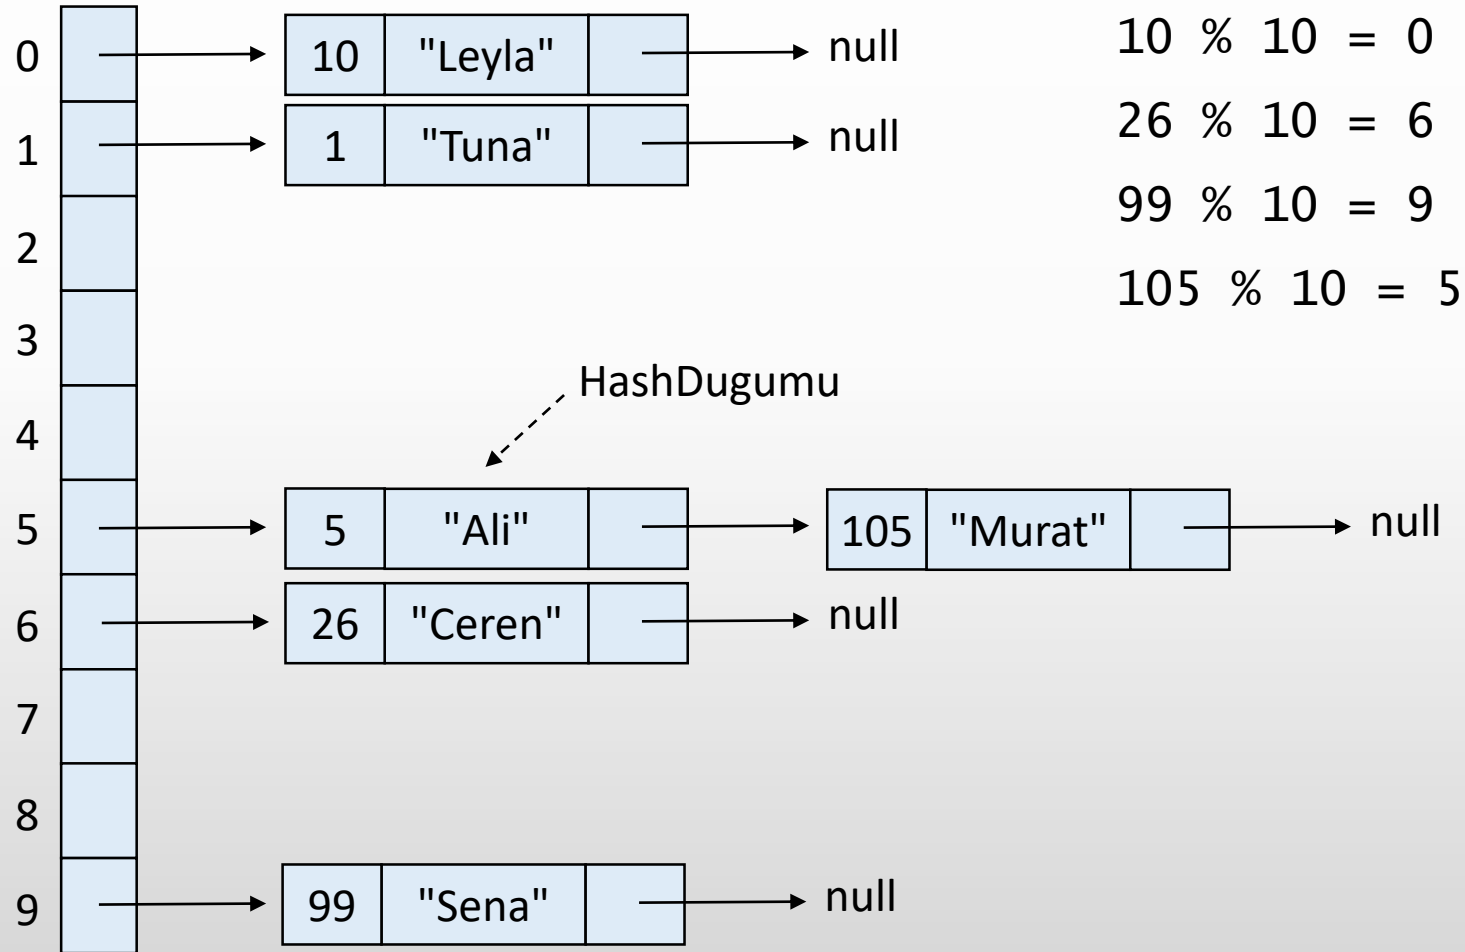 0 10 "Leyla" null 10 % 10 = 0
1 1 "Tuna" null 26 % 10 = 6
2 99 % 10 = 9
3 105 % 10 = 5
HashDugumu
4
5 5 "Ali" 105 "Murat" null
6 26 "Ceren" null
7
8
9 99 "Sena" null